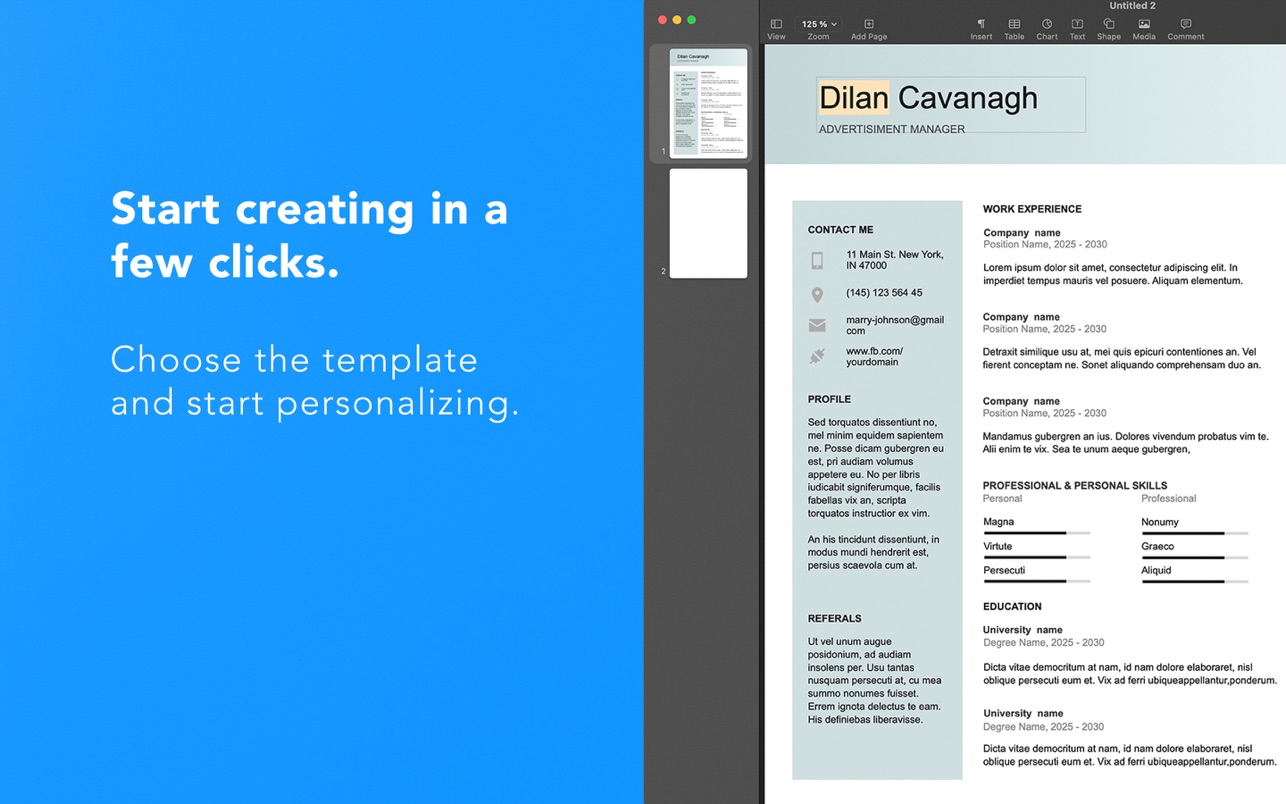 Start creating in a
few clicks.
Choose the template
and start personalizing.
Untitled 2
View
125 %
Zoom
Add Page
Insert
Table
Chart
Text
Shape
Media
Comment
Dilan Cavanagh
1
2
Dilan Cavanagh
ADVERTISIMENT MANAGER
CONTACT ME
11 Main St. New York,
IN 47000
(145) 123 564 45
marry-johnson@gmail
com
www.fb.com/
yourdomain
PROFILE
Sed torquatos dissentiunt no,
mel minim equidem sapientem
ne. Posse dicam gubergren eu
est, pri audiam volumus
appetere eu. No per libris
iudicabit signiferumque, facilis
fabellas vix an, scripta
torquatos instructior ex vim.
An his tincidunt dissentiunt, in
modus mundi hendrerit est,
persius scaevola cum at.
REFERALS
Ut vel unum augue
posidonium, ad audiam
insolens per. Usu tantas
nusquam persecuti at, cu mea
summo nonumes fuisset.
Errem ignota delectus te eam.
His definiebas liberavisse.
WORK EXPERIENCE
Company name
Position Name, 2025 - 2030
Lorem ipsum dolor sit amet, consectetur adipiscing elit. In
imperdiet tempus mauris vel posuere. Aliquam elementum.
Company name
Position Name, 2025 - 2030
Detraxit similique usu at, mei quis epicuri contentiones an. Vel
fierent conceptam ne. Sonet aliquando comprehensam duo an.
Company name
Position Name, 2025 - 2030
Mandamus gubergren an ius. Dolores vivendum probatus vim te.
Alii enim te vix. Sea te unum aeque gubergren,
PROFESSIONAL & PERSONAL SKILLS
Personal
Professional
Magna
Nonumy
Virtute
Graeco
Persecuti
Aliquid
EDUCATION
University name
Degree Name, 2025 - 2030
Dicta vitae democritum at nam, id nam dolore elaboraret, nisl
oblique persecuti eum et. Vix ad ferri ubiqueappellantur,ponderum.
University name
Degree Name, 2025 - 2030
Dicta vitae democritum at nam, id nam dolore elaboraret, nisl
oblique persecuti eum et. Vix ad ferri ubiqueappellantur,ponderum.